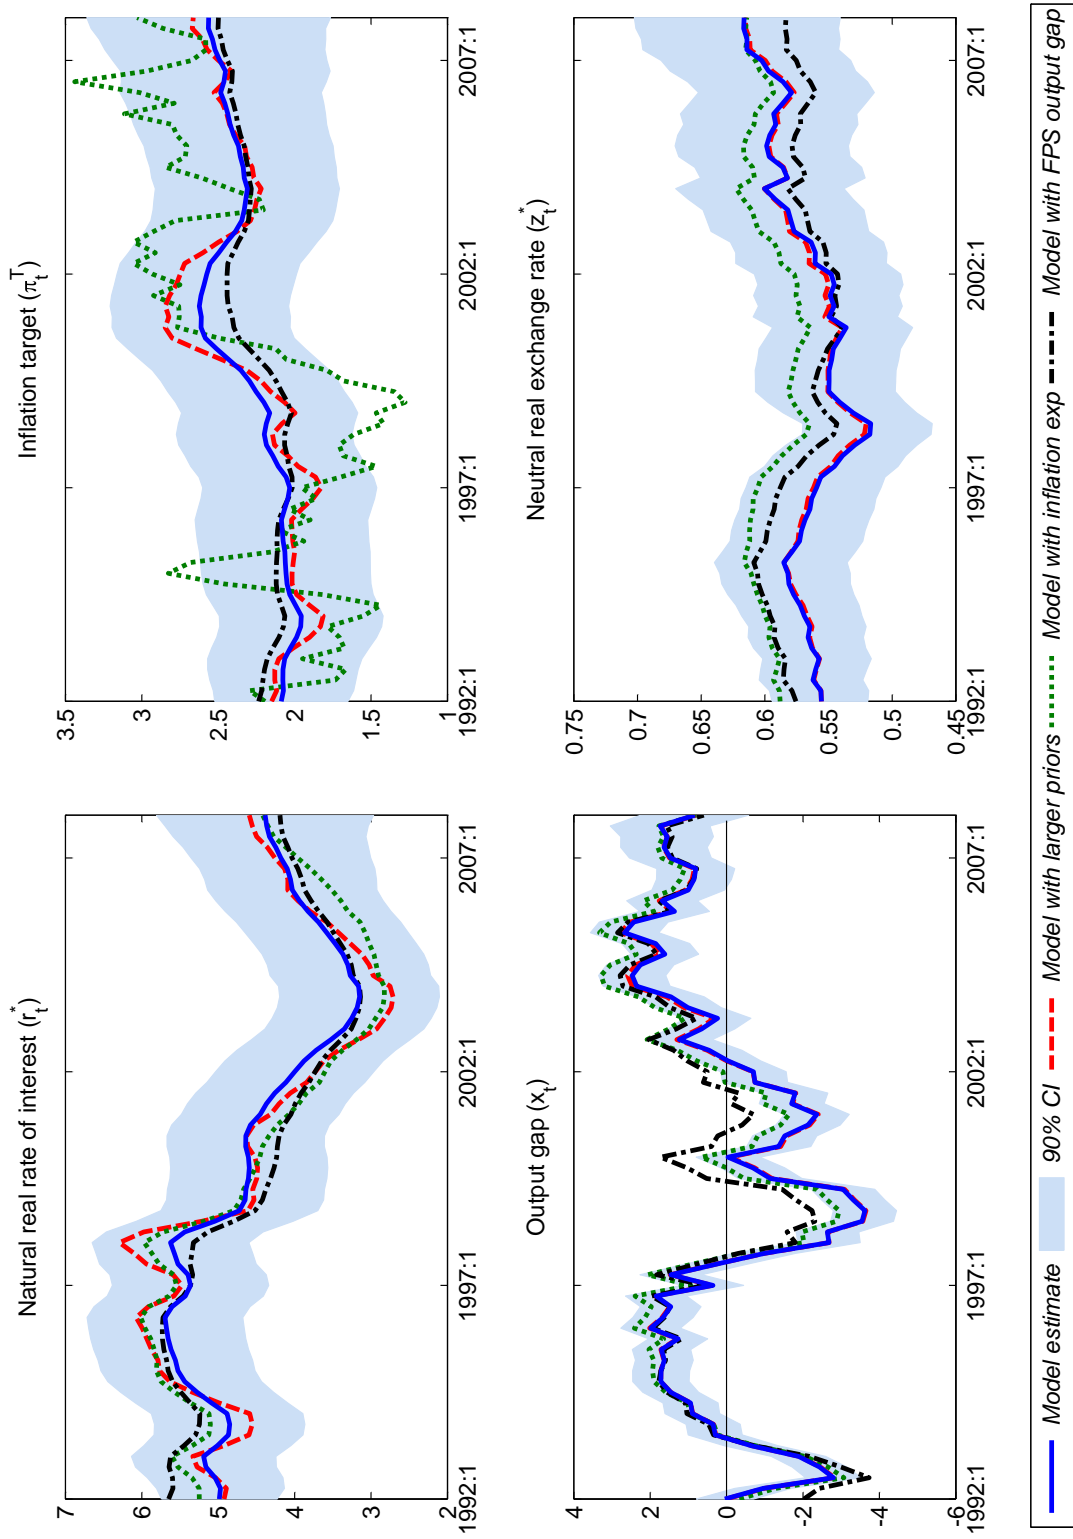 Natural real rate of interest (r*t)
7
6
5
4
3
2
1992:1 1997:1 2002:1 2007:1
Inflation target (πTt)
3.5
3
2.5
2
1.5
1
1992:1 1997:1 2002:1 2007:1
Output gap (xt)
4
2
0
-2
-4
-6
1992:1 1997:1 2002:1 2007:1
Neutral real exchange rate (z*t)
0.75
0.7
0.65
0.6
0.55
0.5
0.45
1992:1 1997:1 2002:1 2007:1
Model estimate 90% CI Model with larger priors Model with inflation exp Model with FPS output gap